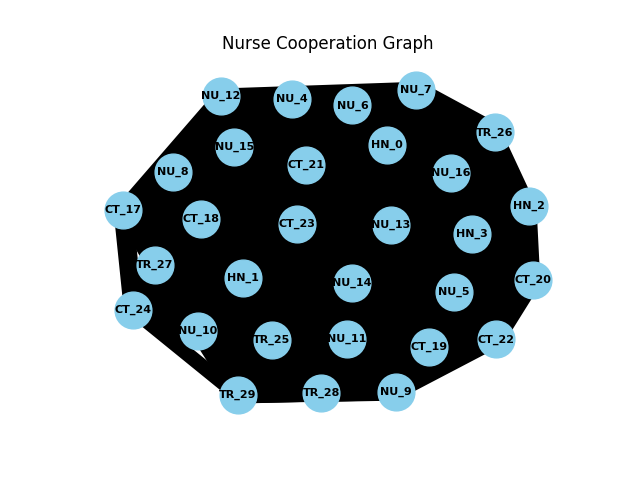 Nurse Cooperation Graph
NU_7
NU_12
NU_4
NU_6
TR_26
HN_0
NU_15
CT_21
NU_8
NU_16
HN_2
CT_17
CT_18
CT_23
NU_13
HN_3
TR_27
HN_1
CT_20
NU_14
NU_5
CT_24
NU_10
TR_25
NU_11
CT_22
CT_19
TR_29
TR_28
NU_9